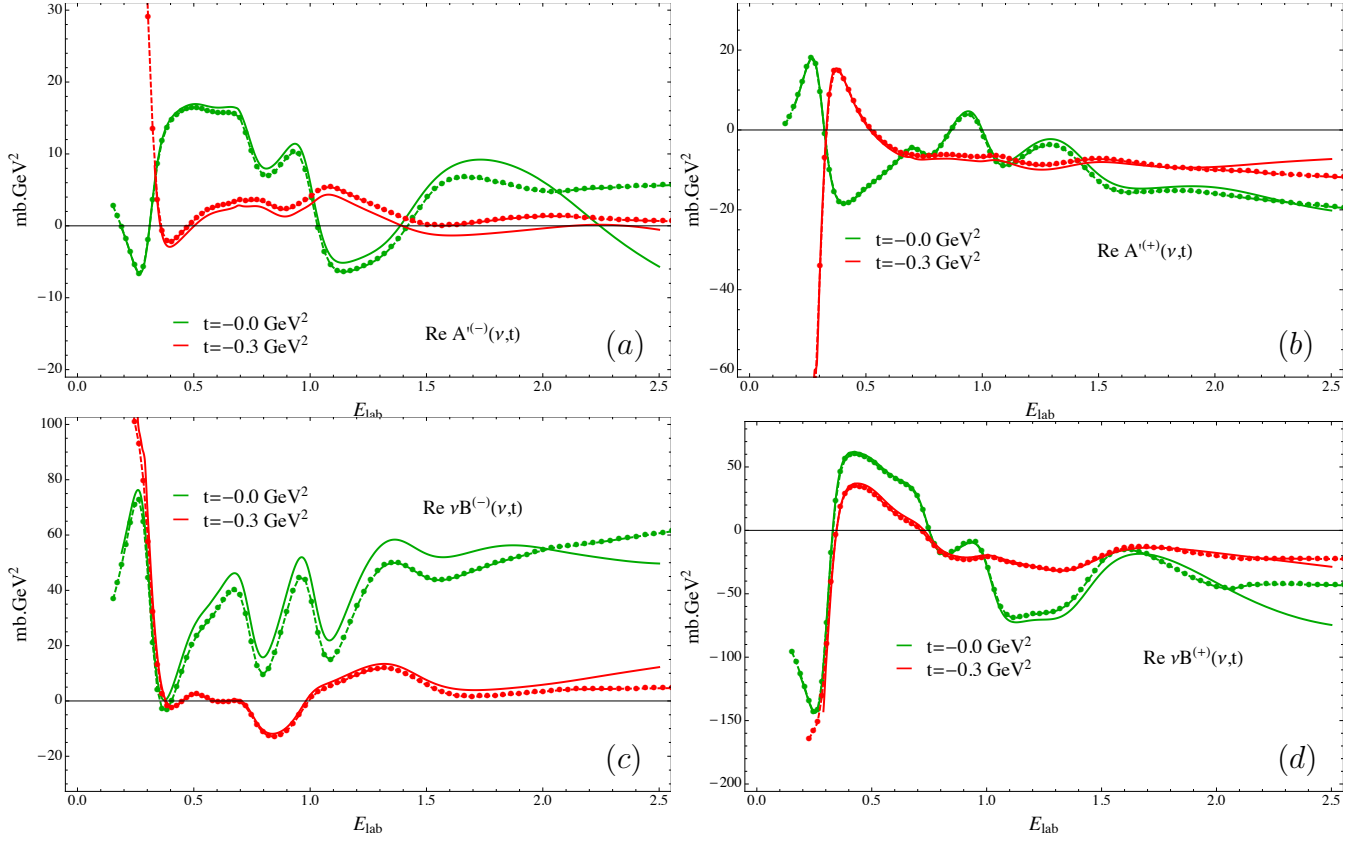 30
20
10
0
−10
−20
mb.GeV²
t=−0.0 GeV²
t=−0.3 GeV²
Re A'⁽⁻⁾(ν,t)
(a)
0.0 0.5 1.0 1.5 2.0 2.5
E_lab
20
0
−20
−40
−60
mb.GeV²
t=−0.0 GeV²
t=−0.3 GeV²
Re A'⁽⁺⁾(ν,t)
(b)
0.0 0.5 1.0 1.5 2.0 2.5
E_lab
100
80
60
40
20
0
−20
mb.GeV²
t=−0.0 GeV²
t=−0.3 GeV²
Re νB⁽⁻⁾(ν,t)
(c)
0.0 0.5 1.0 1.5 2.0 2.5
E_lab
50
0
−50
−100
−150
−200
mb.GeV²
t=−0.0 GeV²
t=−0.3 GeV²
Re νB⁽⁺⁾(ν,t)
(d)
0.0 0.5 1.0 1.5 2.0 2.5
E_lab